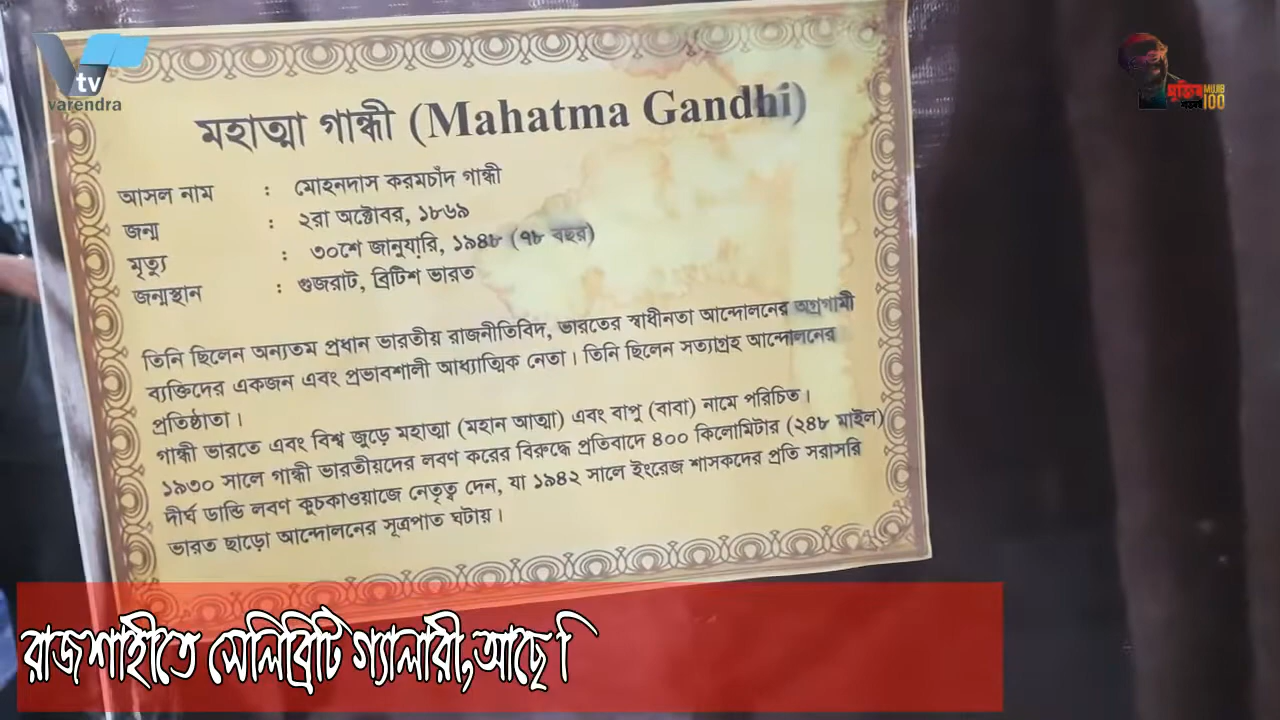 tv
varendra
মুজিব
MUJIB
100
মহাত্মা গান্ধী (Mahatma Gandhi)
আসল নাম : মোহনদাস করমচাঁদ গান্ধী
জন্ম : ২রা অক্টোবর, ১৮৬৯
মৃত্যু : ৩০শে জানুয়ারি, ১৯৪৮ (৭৮ বছর)
জন্মস্থান : গুজরাট, ব্রিটিশ ভারত
তিনি ছিলেন অন্যতম প্রধান ভারতীয় রাজনীতিবিদ, ভারতের স্বাধীনতা আন্দোলনের অগ্রগামী
ব্যক্তিদের একজন এবং প্রভাবশালী আধ্যাত্মিক নেতা। তিনি ছিলেন সত্যাগ্রহ আন্দোলনের
প্রতিষ্ঠাতা।
গান্ধী ভারতে এবং বিশ্ব জুড়ে মহাত্মা (মহান আত্মা) এবং বাপু (বাবা) নামে পরিচিত।
১৯৩০ সালে গান্ধী ভারতীয়দের লবণ করের বিরুদ্ধে প্রতিবাদে ৪০০ কিলোমিটার (২৪৮ মাইল)
দীর্ঘ ডান্ডি লবণ কুচকাওয়াজে নেতৃত্ব দেন, যা ১৯৪২ সালে ইংরেজ শাসকদের প্রতি সরাসরি
ভারত ছাড়ো আন্দোলনের সূত্রপাত ঘটায়।
রাজশাহীতে সেলিব্রিটি গ্যালারী,আছে ি